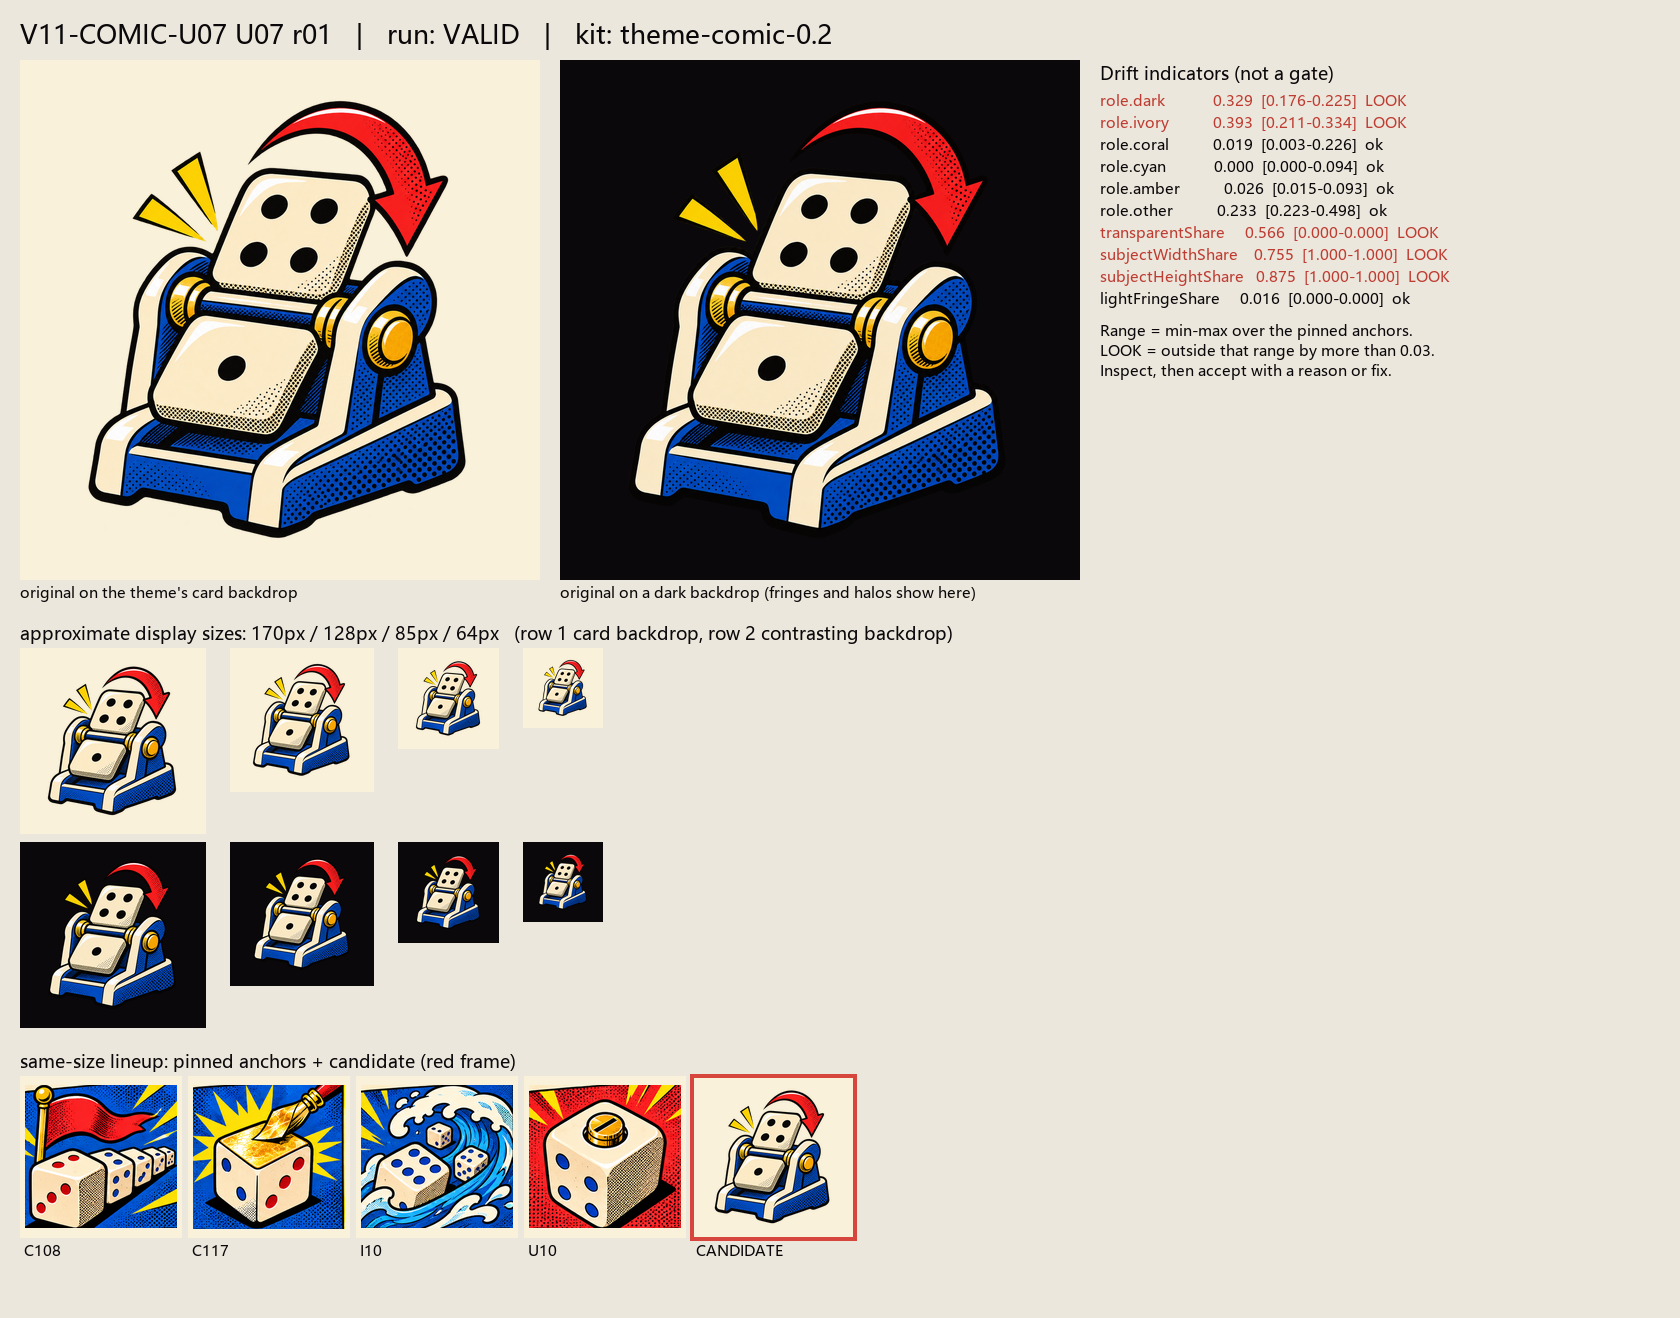 V11-COMIC-U07 U07 r01 | run: VALID | kit: theme-comic-0.2
Drift indicators (not a gate)
role.dark 0.329 [0.176-0.225] LOOK
role.ivory 0.393 [0.211-0.334] LOOK
role.coral 0.019 [0.003-0.226] ok
role.cyan 0.000 [0.000-0.094] ok
role.amber 0.026 [0.015-0.093] ok
role.other 0.233 [0.223-0.498] ok
transparentShare 0.566 [0.000-0.000] LOOK
subjectWidthShare 0.755 [1.000-1.000] LOOK
subjectHeightShare 0.875 [1.000-1.000] LOOK
lightFringeShare 0.016 [0.000-0.000] ok
Range = min-max over the pinned anchors.
LOOK = outside that range by more than 0.03.
Inspect, then accept with a reason or fix.
original on the theme's card backdrop
original on a dark backdrop (fringes and halos show here)
approximate display sizes: 170px / 128px / 85px / 64px (row 1 card backdrop, row 2 contrasting backdrop)
same-size lineup: pinned anchors + candidate (red frame)
C108
C117
I10
U10
CANDIDATE